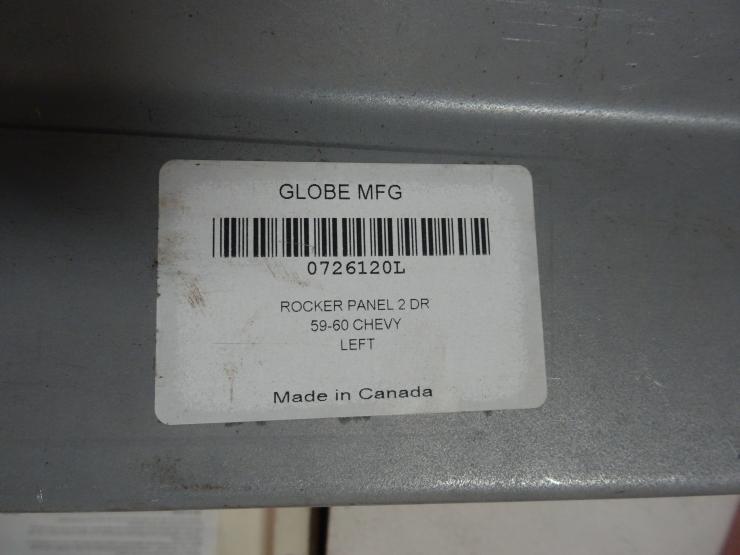 GLOBE MFG
0726120L
ROCKER PANEL 2 DR
59-60 CHEVY
LEFT
Made in Canada